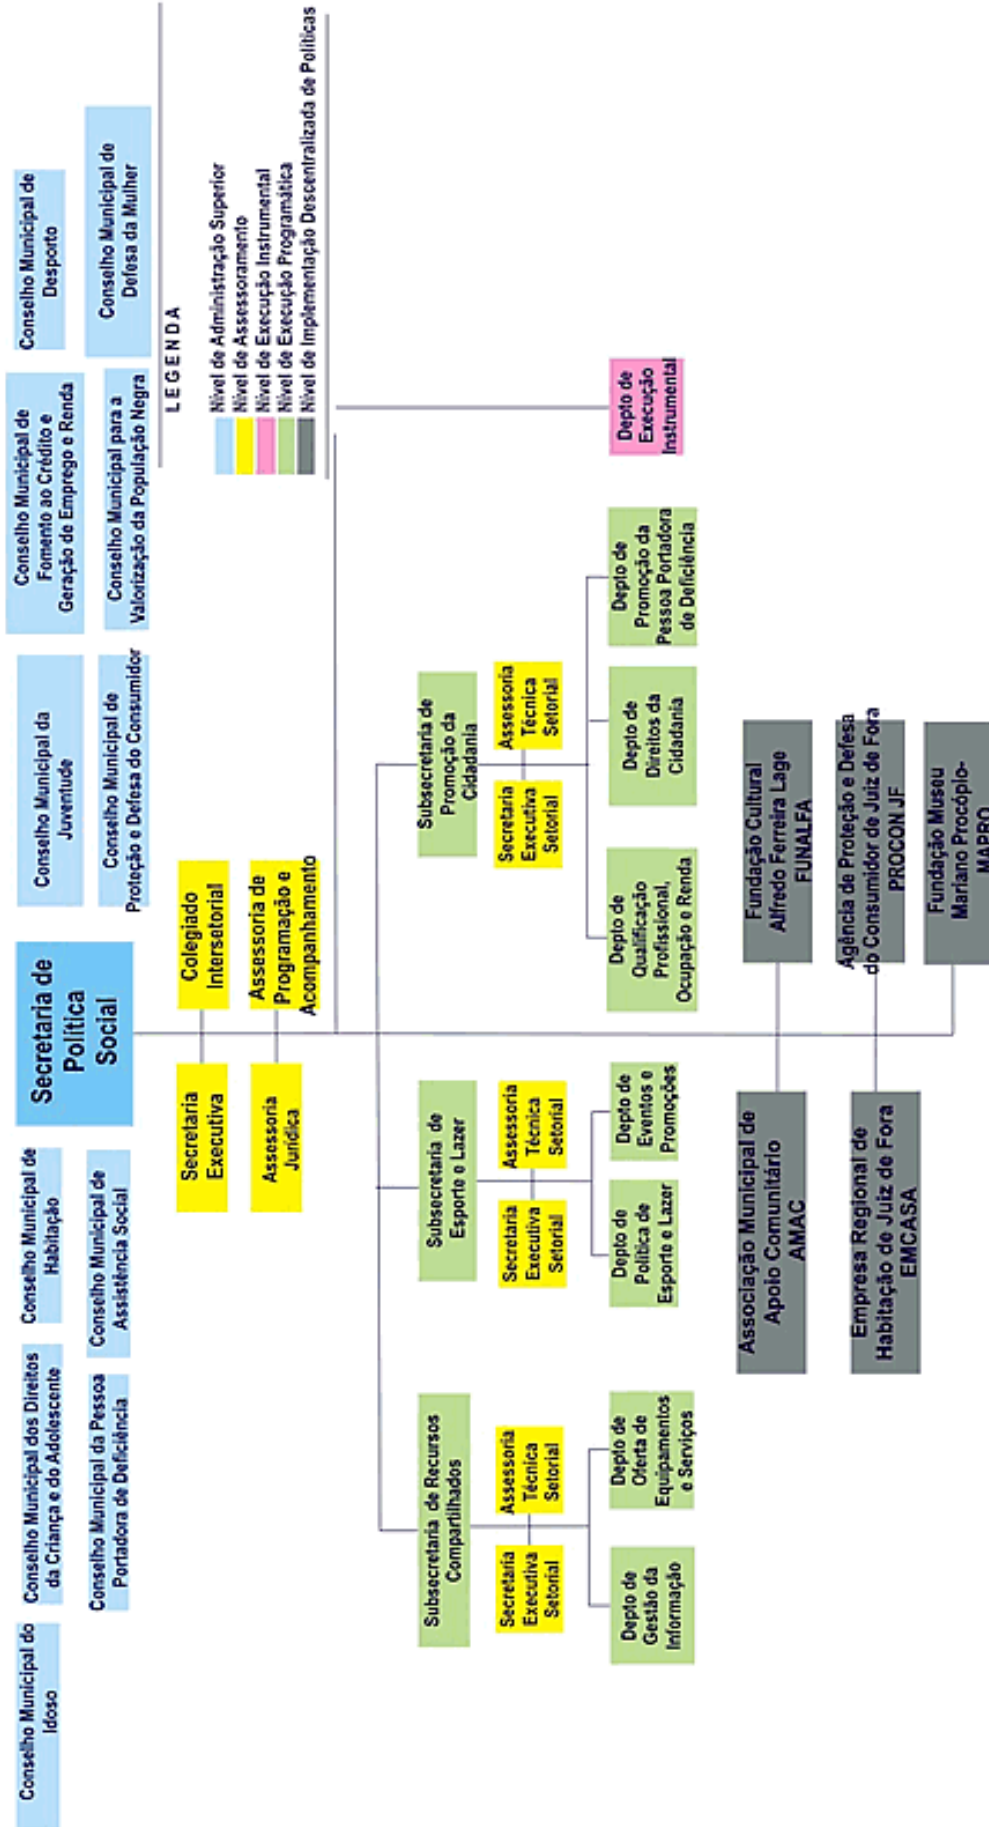 Conselho Municipal do
Idoso
Conselho Municipal dos Direitos
da Criança e do Adolescente
Conselho Municipal de
Habitação
Conselho Municipal da Pessoa
Portadora de Deficiência
Conselho Municipal de
Assistência Social
Secretaria de
Política
Social
Conselho Municipal da
Juventude
Conselho Municipal de
Fomento ao Crédito e
Geração de Emprego e Renda
Conselho Municipal de
Desporto
Conselho Municipal de
Proteção e Defesa do Consumidor
Conselho Municipal para a
Valorização da População Negra
Conselho Municipal de
Defesa da Mulher
LEGENDA
Nível de Administração Superior
Nível de Assessoramento
Nível de Execução Instrumental
Nível de Execução Programática
Nível de Implementação Descentralizada de Políticas
Secretaria
Executiva
Colegiado
Intersetorial
Assessoria
Jurídica
Assessoria de
Programação e
Acompanhamento
Subsecretaria de Recursos
Compartilhados
Secretaria
Executiva
Setorial
Assessoria
Técnica
Setorial
Depto de
Gestão da
Informação
Depto de
Oferta de
Equipamentos
e Serviços
Subsecretaria de
Esporte e Lazer
Secretaria
Executiva
Setorial
Assessoria
Técnica
Setorial
Depto de
Política de
Esporte e Lazer
Depto de
Eventos e
Promoções
Subsecretaria de
Promoção da
Cidadania
Secretaria
Executiva
Setorial
Assessoria
Técnica
Setorial
Depto de
Qualificação
Profissional,
Ocupação e Renda
Depto de
Direitos da
Cidadania
Depto de
Promoção da
Pessoa Portadora
de Deficiência
Depto de
Execução
Instrumental
Associação Municipal de
Apoio Comunitário
AMAC
Fundação Cultural
Alfredo Ferreira Lage
FUNALFA
Empresa Regional de
Habitação de Juiz de Fora
EMCASA
Agência de Proteção e Defesa
do Consumidor de Juiz de Fora
PROCON JF
Fundação Museu
Mariano Procópio-
MAPRO